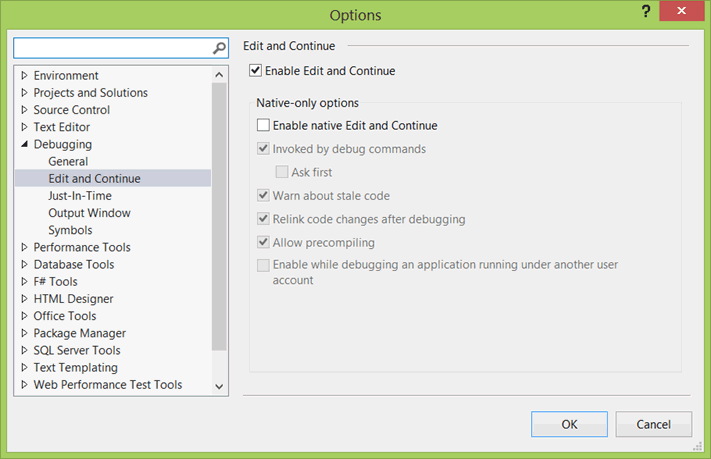 Options
?
Environment
Projects and Solutions
Source Control
Text Editor
Debugging
General
Edit and Continue
Just-In-Time
Output Window
Symbols
Performance Tools
Database Tools
F# Tools
HTML Designer
Office Tools
Package Manager
SQL Server Tools
Text Templating
Web Performance Test Tools
Edit and Continue
Enable Edit and Continue
Native-only options
Enable native Edit and Continue
Invoked by debug commands
Ask first
Warn about stale code
Relink code changes after debugging
Allow precompiling
Enable while debugging an application running under another user
account
OK
Cancel